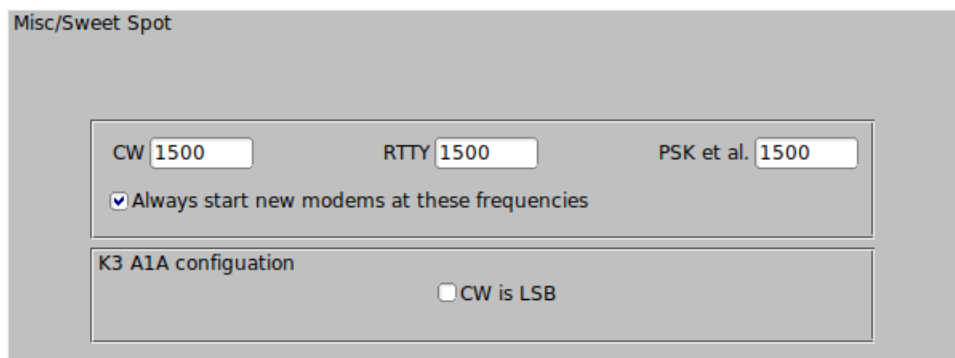 Misc/Sweet Spot
CW 1500 RTTY 1500 PSK et al. 1500
Always start new modems at these frequencies
K3 A1A configuation
CW is LSB